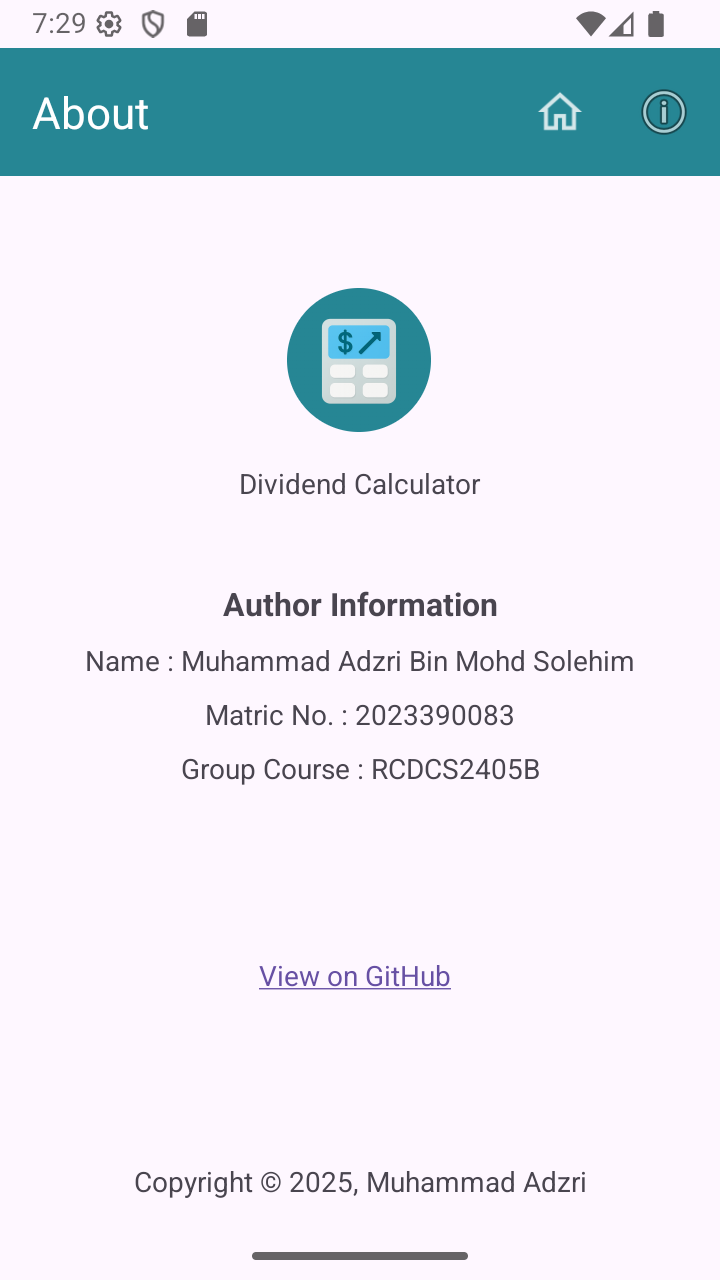 7:29
About
$
Dividend Calculator
Author Information
Name : Muhammad Adzri Bin Mohd Solehim
Matric No. : 2023390083
Group Course : RCDCS2405B
View on GitHub
Copyright © 2025, Muhammad Adzri